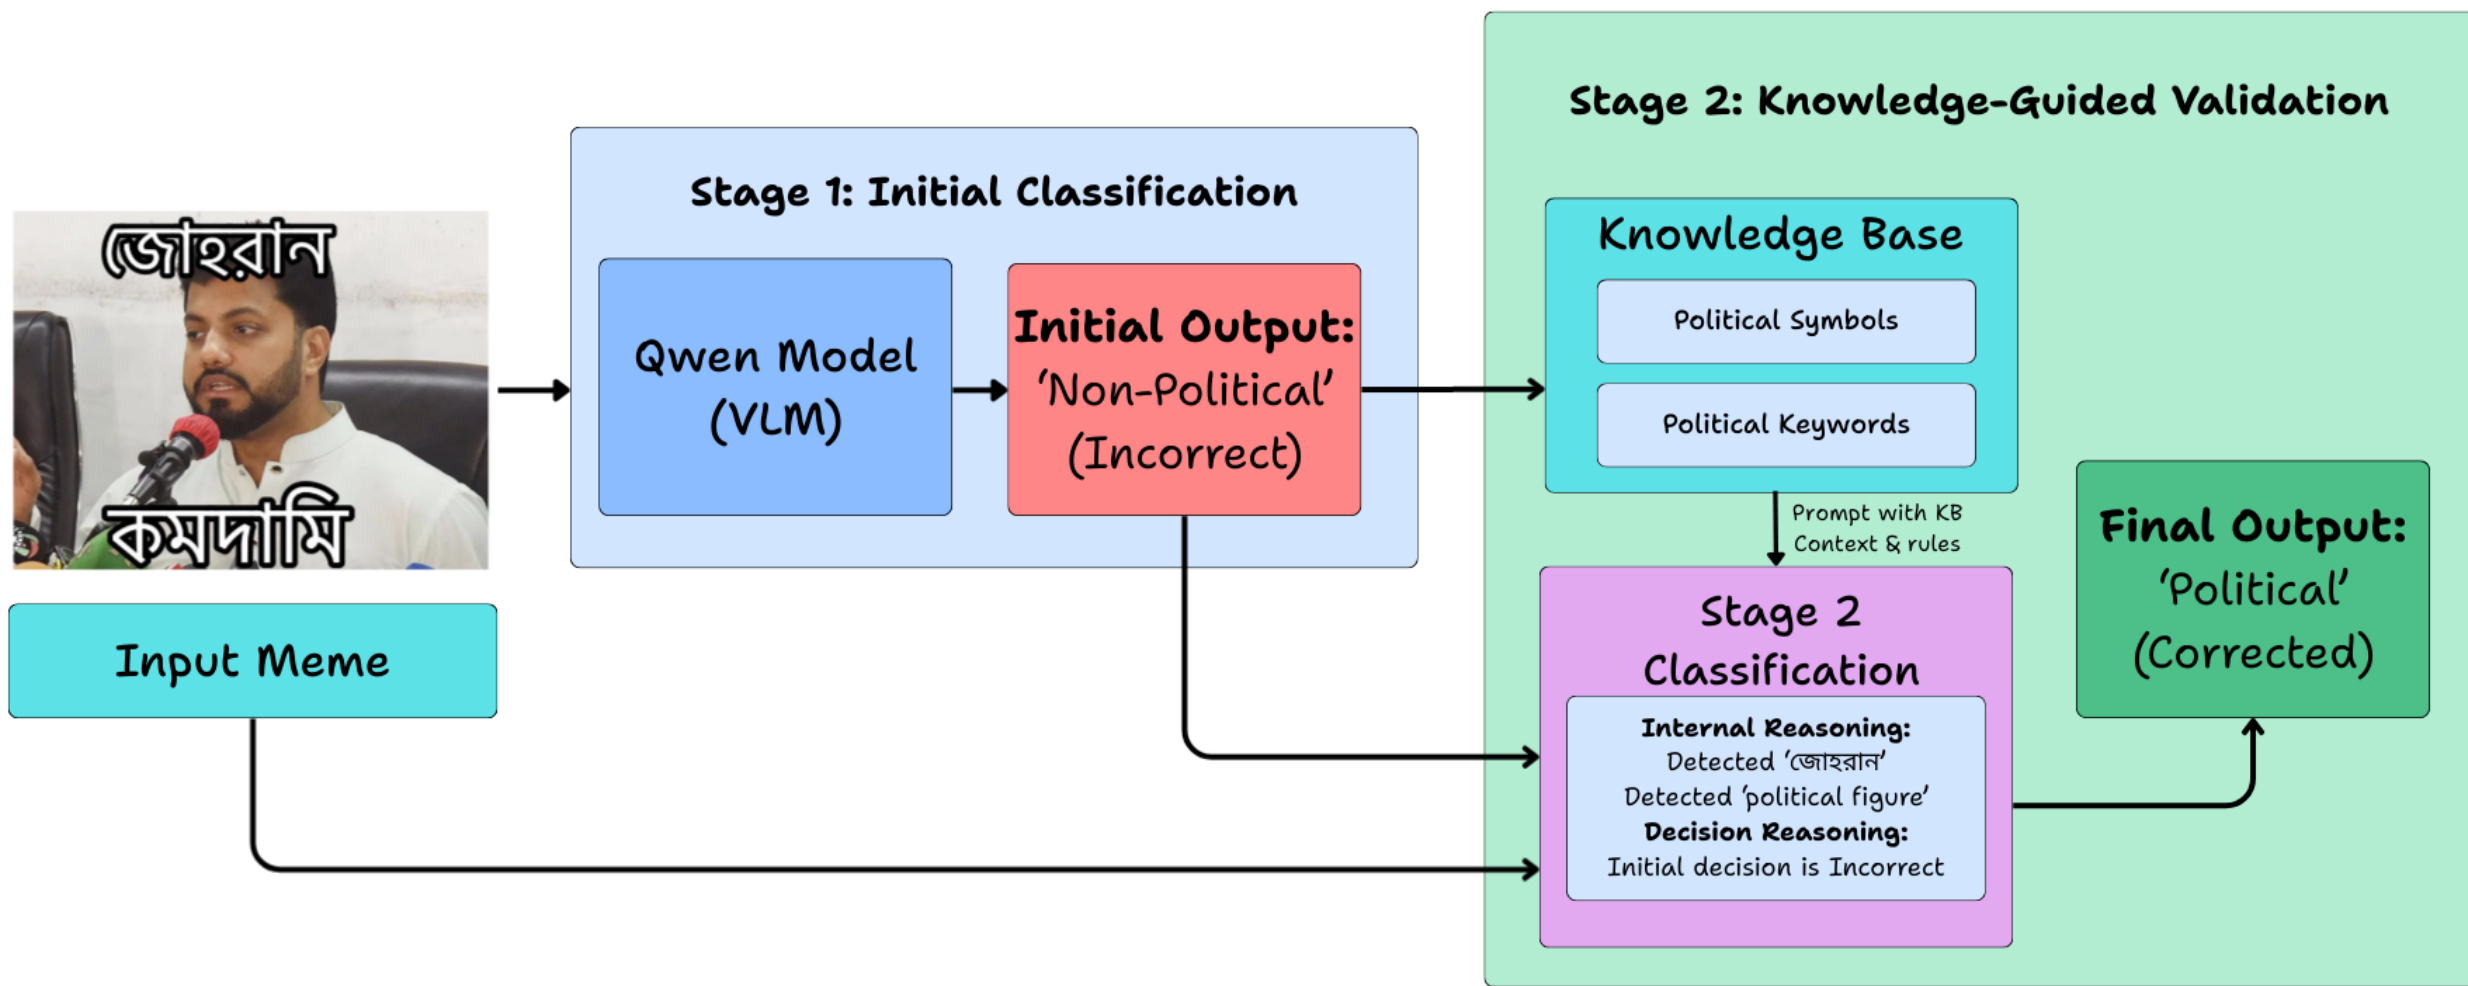 জোহরান
কমদামি
Input Meme
Stage 1: Initial Classification
Qwen Model
(VLM)
Initial Output:
‘Non-Political’
(Incorrect)
Stage 2: Knowledge-Guided Validation
Knowledge Base
Political Symbols
Political Keywords
Prompt with KB
Context & rules
Stage 2
Classification
Internal Reasoning:
Detected ‘জোহরান’
Detected ‘political figure’
Decision Reasoning:
Initial decision is Incorrect
Final Output:
‘Political’
(Corrected)